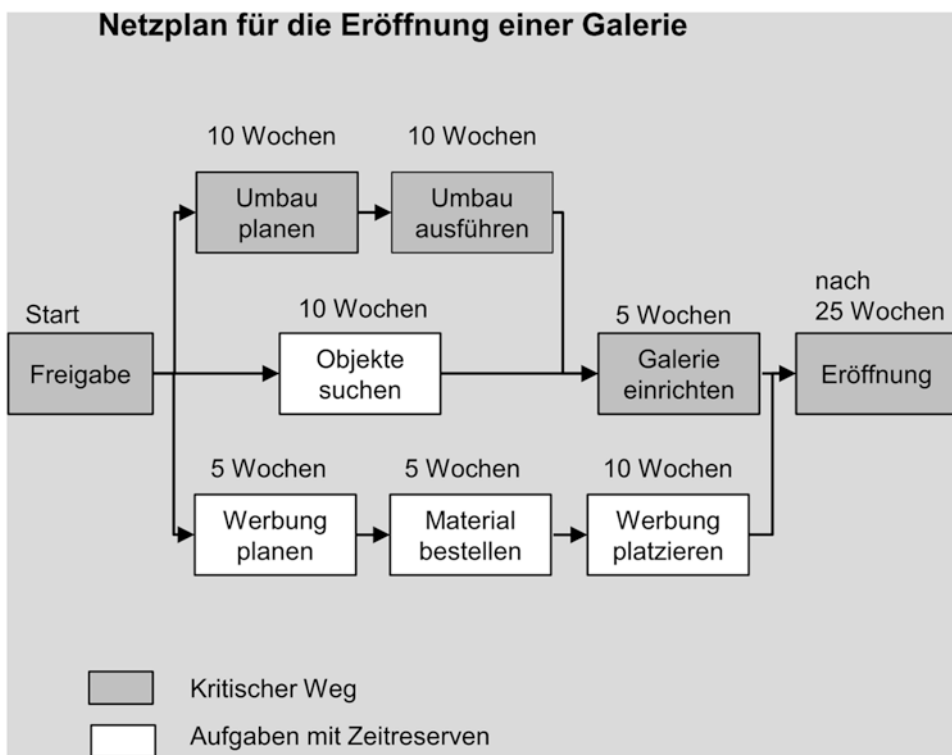 Netzplan für die Eröffnung einer Galerie
10 Wochen
10 Wochen
Umbau
planen
Umbau
ausführen
Start
Freigabe
10 Wochen
Objekte
suchen
5 Wochen
Galerie
einrichten
nach
25 Wochen
Eröffnung
5 Wochen
5 Wochen
10 Wochen
Werbung
planen
Material
bestellen
Werbung
platzieren
Kritischer Weg
Aufgaben mit Zeitreserven